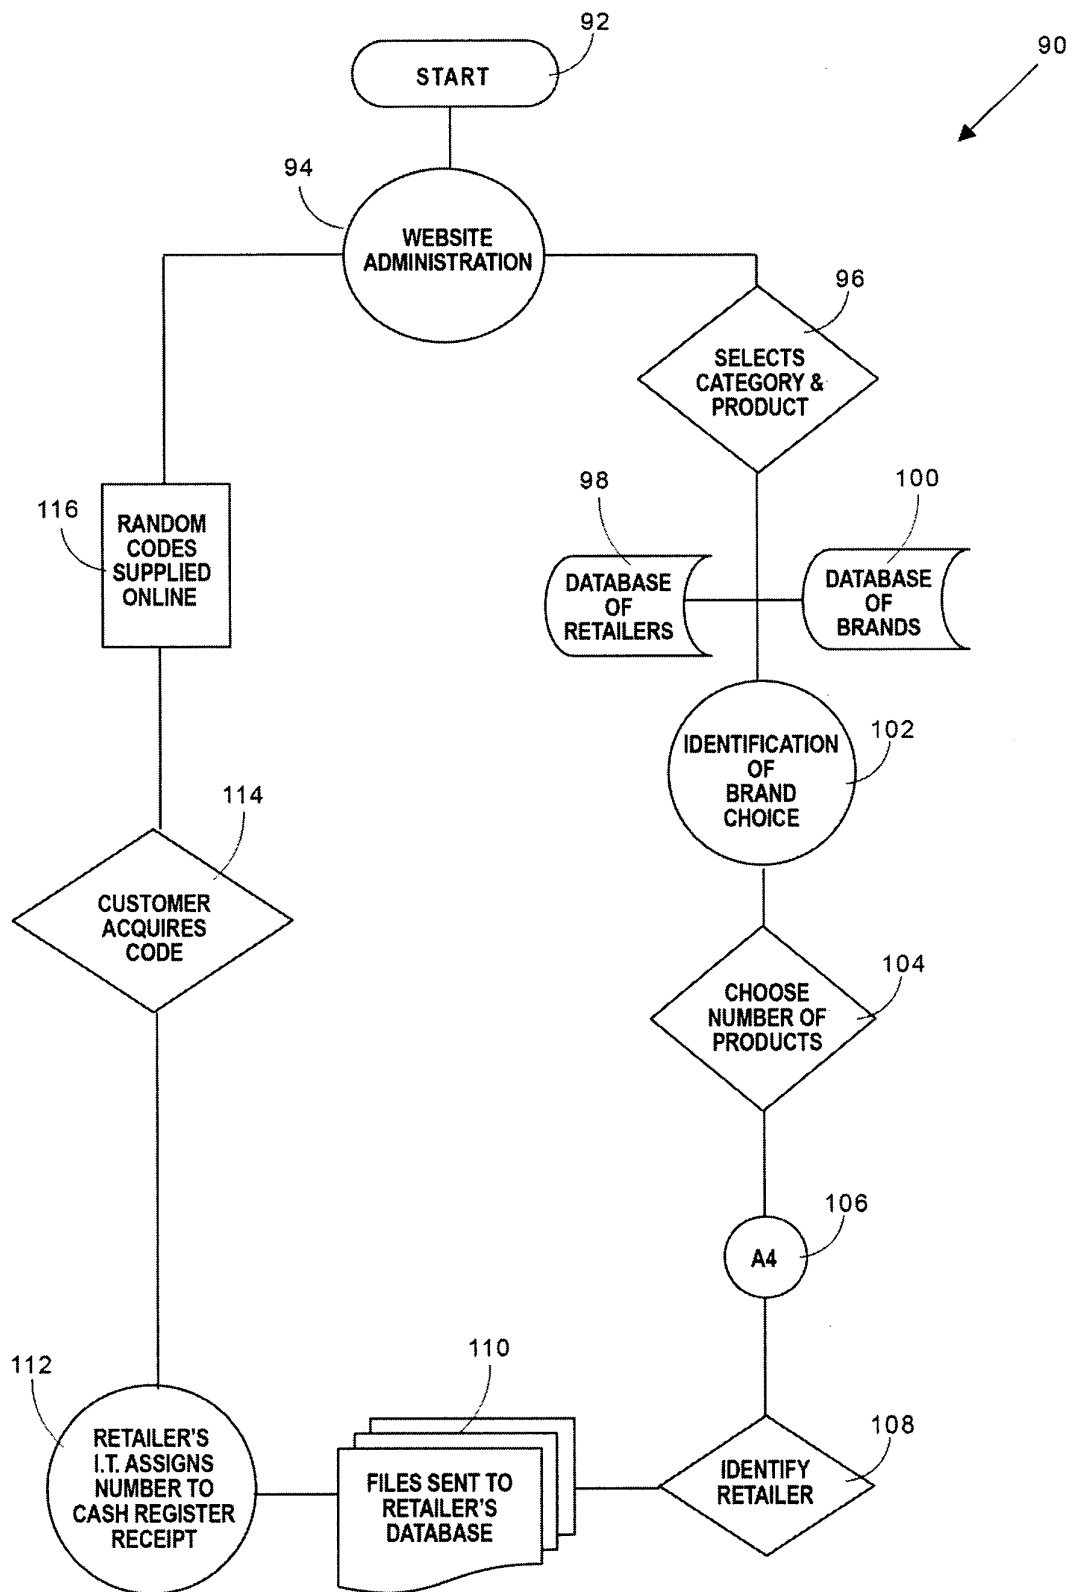 92
START
90
94
WEBSITE
ADMINISTRATION
96
SELECTS
CATEGORY &
PRODUCT
98
100
116
RANDOM
CODES
SUPPLIED
ONLINE
DATABASE
OF
RETAILERS
DATABASE
OF
BRANDS
IDENTIFICATION
OF
BRAND
CHOICE
102
114
CUSTOMER
ACQUIRES
CODE
CHOOSE
NUMBER OF
PRODUCTS
104
106
A4
112
110
108
RETAILER'S
I.T. ASSIGNS
NUMBER TO
CASH REGISTER
RECEIPT
FILES SENT TO
RETAILER'S
DATABASE
IDENTIFY
RETAILER